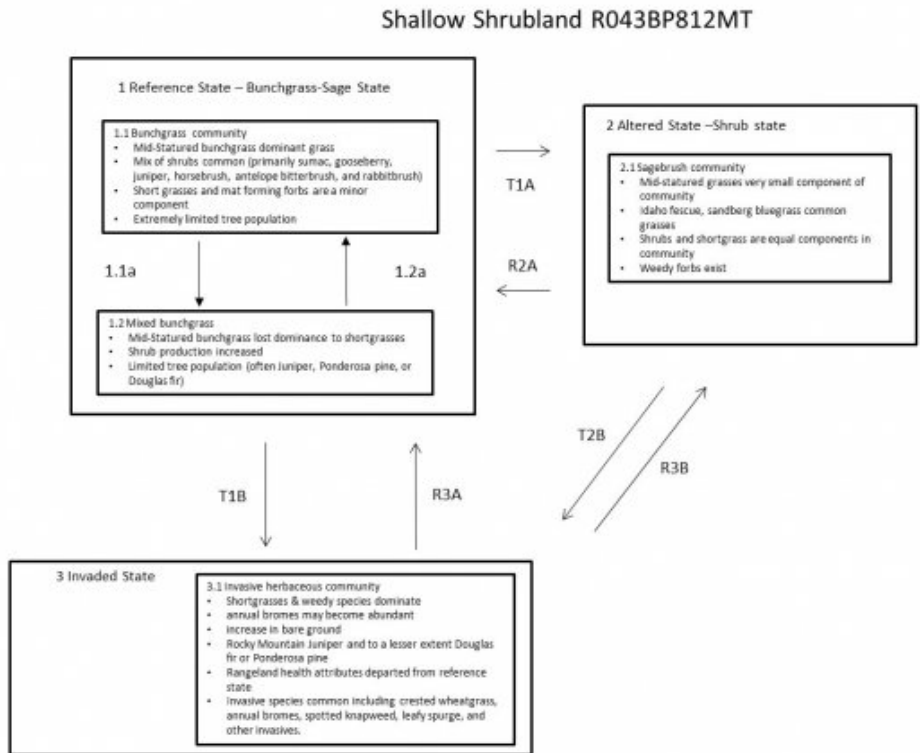 Shallow Shrubland R043BP812MT
1 Reference State – Bunchgrass-Sage State
1.1 Bunchgrass community
• Mid-Statured bunchgrass dominant grass
• Mix of shrubs common (primarily sumac, gooseberry,
juniper, horsebrush, antelope bitterbrush, and rabbitbrush)
• Short grasses and mat forming forbs are a minor
component
• Extremely limited tree population
1.1a
1.2a
1.2 Mixed bunchgrass
• Mid-Statured bunchgrass lost dominance to shortgrasses
• Shrub production increased
• Limited tree population (often Juniper, Ponderosa pine, or
Douglas fir)
T1A
R2A
2 Altered State –Shrub state
2.1 Sagebrush community
• Mid-statured grasses very small component of
community
• Idaho fescue, sandberg bluegrass common
grasses
• Shrubs and shortgrass are equal components in
community
• Weedy forbs exist
T1B
R3A
T2B
R3B
3 Invaded State
3.1 Invasive herbaceous community
• Shortgrasses & weedy species dominate
• annual bromes may become abundant
• increase in bare ground
• Rocky Mountain Juniper and to a lesser extent Douglas
fir or Ponderosa pine
• Rangeland health attributes departed from reference
state
• Invasive species common including crested wheatgrass,
annual bromes, spotted knapweed, leafy spurge, and
other invasives.